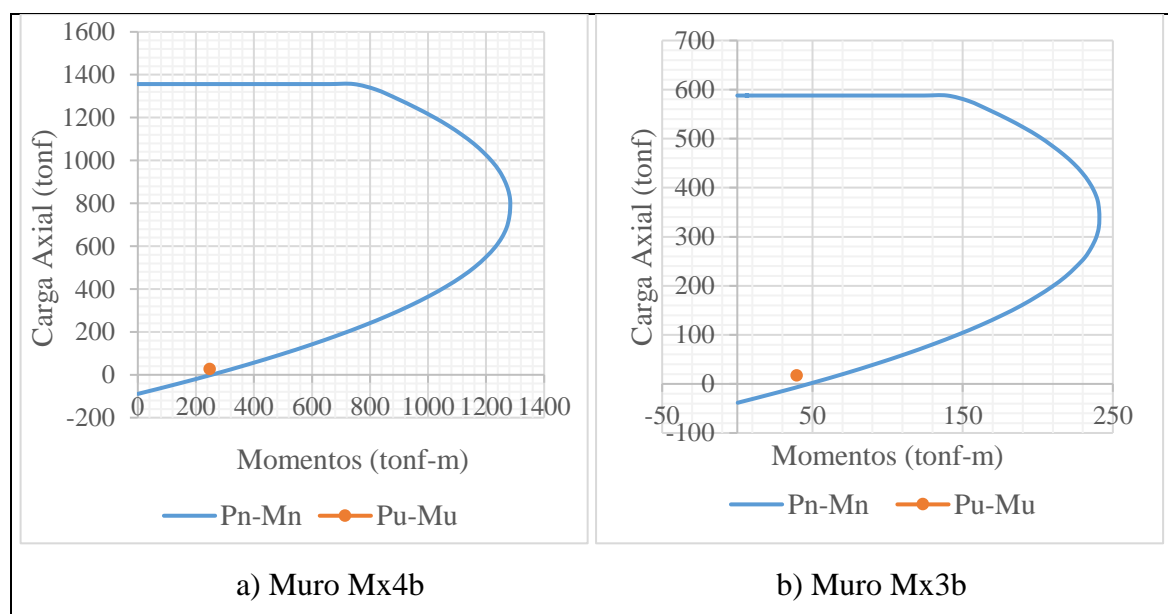 1600
1400
1200
1000
800
600
400
200
0
-200
0 200 400 600 800 1000 1200 1400
Carga Axial (tonf)
Momentos (tonf-m)
Pn-Mn Pu-Mu
a) Muro Mx4b
700
600
500
400
300
200
100
0
-100
-50 50 150 250
Carga Axial (tonf)
Momentos (tonf-m)
Pn-Mn Pu-Mu
b) Muro Mx3b